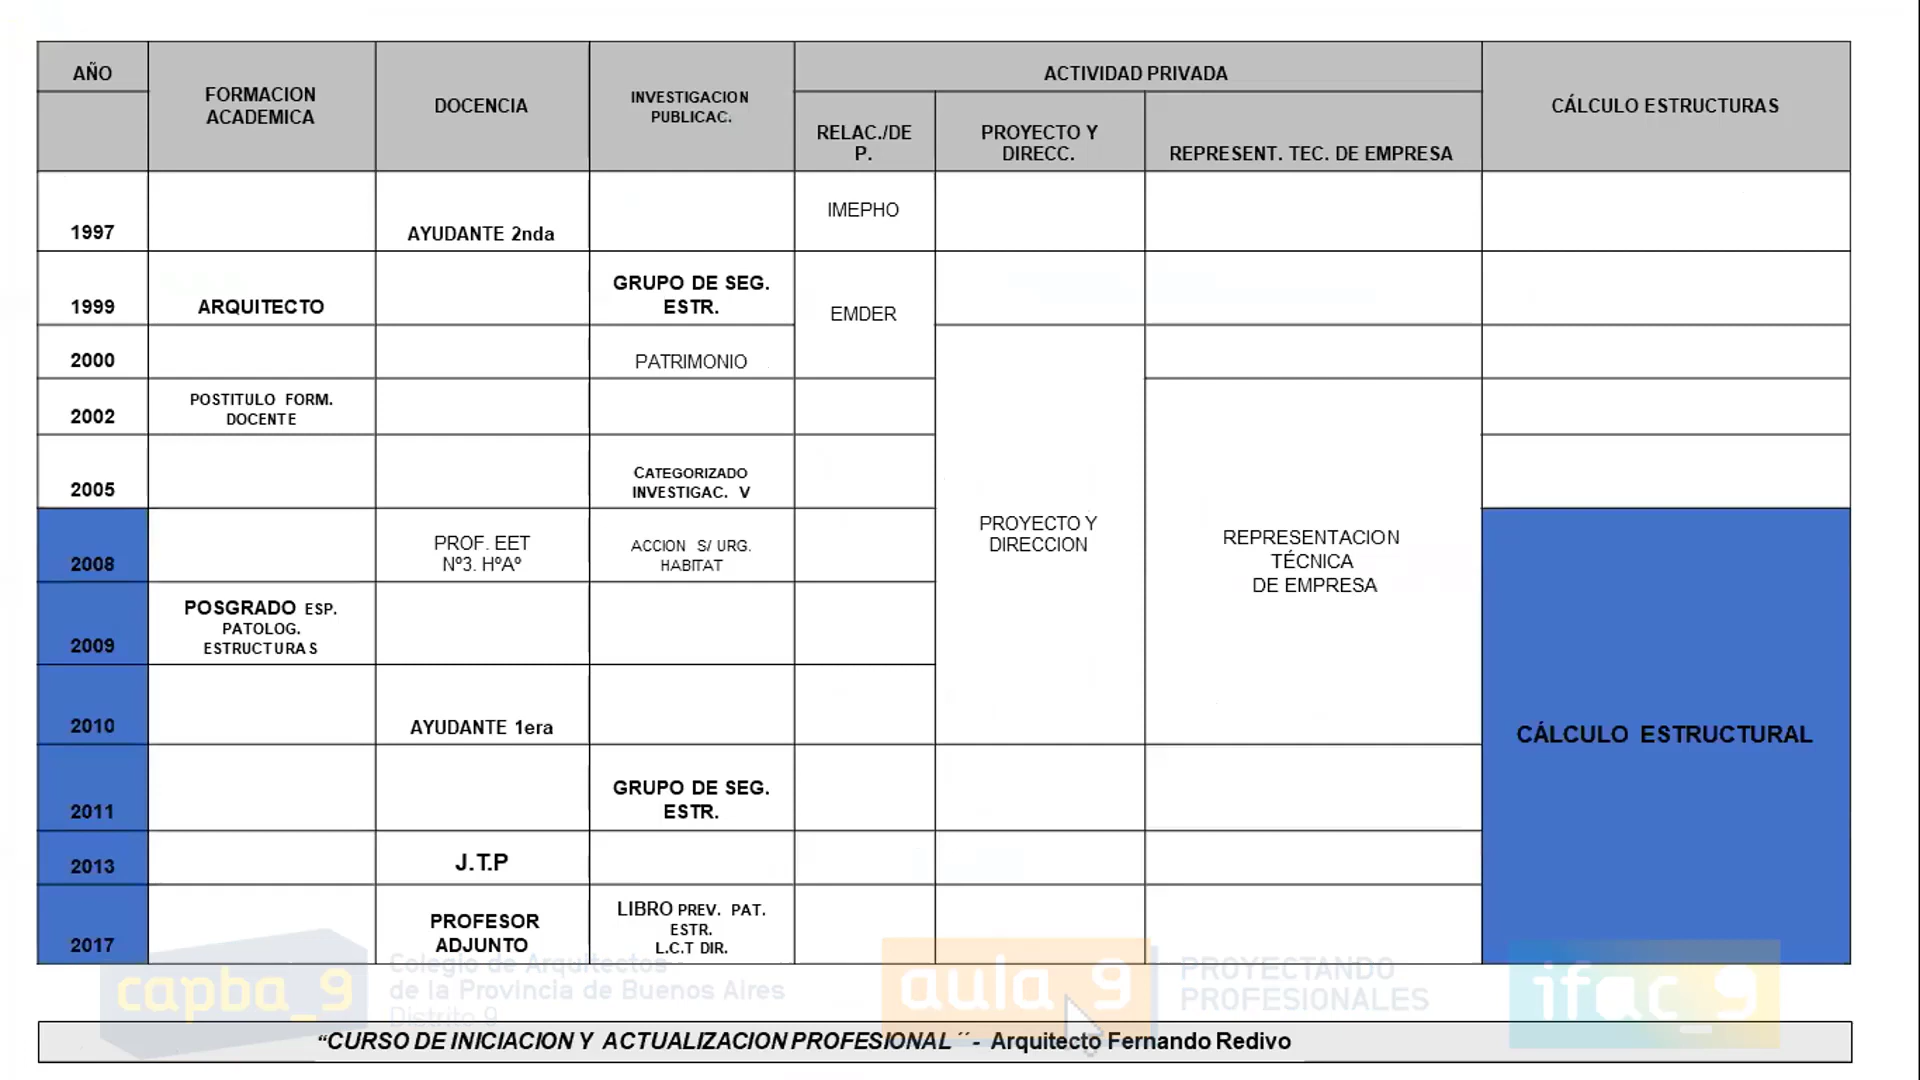 AÑO
FORMACION
ACADEMICA
DOCENCIA
INVESTIGACION
PUBLICAC.
ACTIVIDAD PRIVADA
CÁLCULO ESTRUCTURAS
RELAC./DE
P.
PROYECTO Y
DIRECC.
REPRESENT. TEC. DE EMPRESA
1997
AYUDANTE 2nda
IMEPHO
1999
ARQUITECTO
GRUPO DE SEG.
ESTR.
EMDER
2000
PATRIMONIO
2002
POSTITULO FORM.
DOCENTE
2005
CATEGORIZADO
INVESTIGAC. V
PROYECTO Y
DIRECCION
REPRESENTACION
TÉCNICA
DE EMPRESA
2008
PROF. EET
Nº3. HºAº
ACCION S/ URG.
HABITAT
2009
POSGRADO ESP.
PATOLOG.
ESTRUCTURAS
2010
AYUDANTE 1era
CÁLCULO ESTRUCTURAL
2011
GRUPO DE SEG.
ESTR.
2013
J.T.P
2017
PROFESOR
ADJUNTO
LIBRO PREV. PAT.
ESTR.
L.C.T DIR.
capba_9
Colegio de Arquitectos
de la Provincia de Buenos Aires
Distrito 9
aula_9
PROYECTANDO
PROFESIONALES
ifac_9
“CURSO DE INICIACION Y ACTUALIZACION PROFESIONAL ´´ - Arquitecto Fernando Redivo